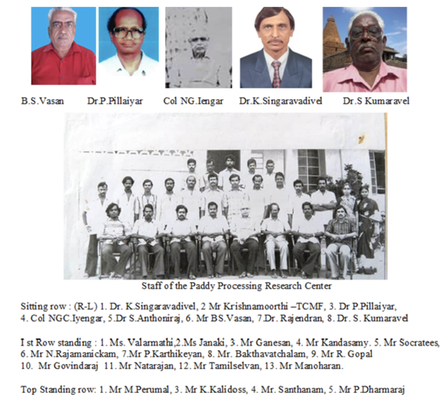 B.S.Vasan Dr.P.Pillaiyar Col NG.Iengar Dr.K.Singaravadivel Dr.S Kumaravel
Staff of the Paddy Processing Research Center
Sitting row : (R-L) 1. Dr. K.Singaravadivel, 2 Mr Krishnamoorthi –TCMF, 3. Dr P.Pillaiyar,
4. Col NGC.Iyengar, 5.Dr S.Anthoniraj, 6. Mr BS.Vasan, 7.Dr. Rajendran, 8. Dr. S. Kumaravel
I st Row standing : 1. Ms. Valarmathi,2.Ms Janaki, 3. Mr Ganesan, 4. Mr Kandasamy. 5. Mr Socratees,
6. Mr N.Rajamanickam, 7.Mr P.Karthikeyan, 8. Mr. Bakthavatchalam, 9. Mr R. Gopal
10. Mr Govindaraj 11. Mr Natarajan, 12. Mr Tamilselvan, 13. Mr Manoharan.
Top Standing row: 1. Mr M.Perumal, 3. Mr K.Kalidoss, 4. Mr. Santhanam, 5. Mr P.Dharmaraj